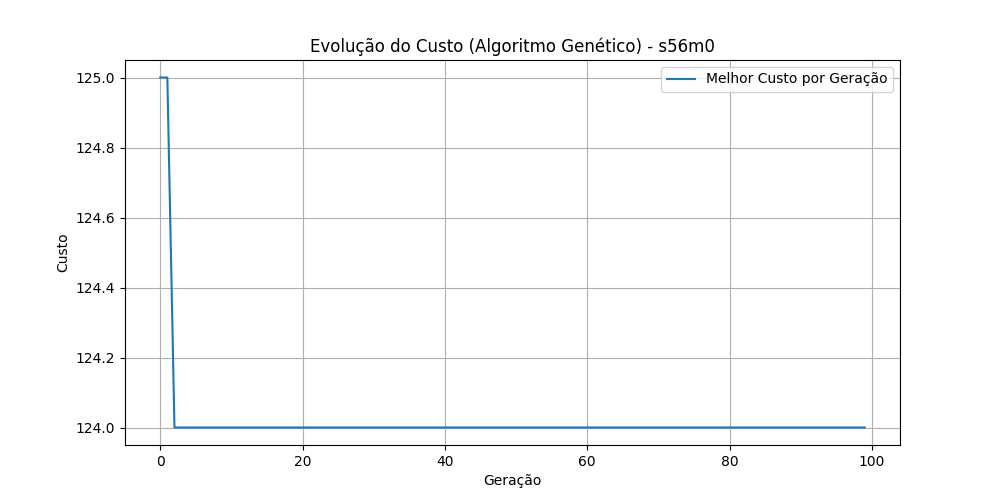 Evolução do Custo (Algoritmo Genético) - s56m0
Melhor Custo por Geração
125.0
124.8
124.6
124.4
124.2
124.0
Custo
0 20 40 60 80 100
Geração